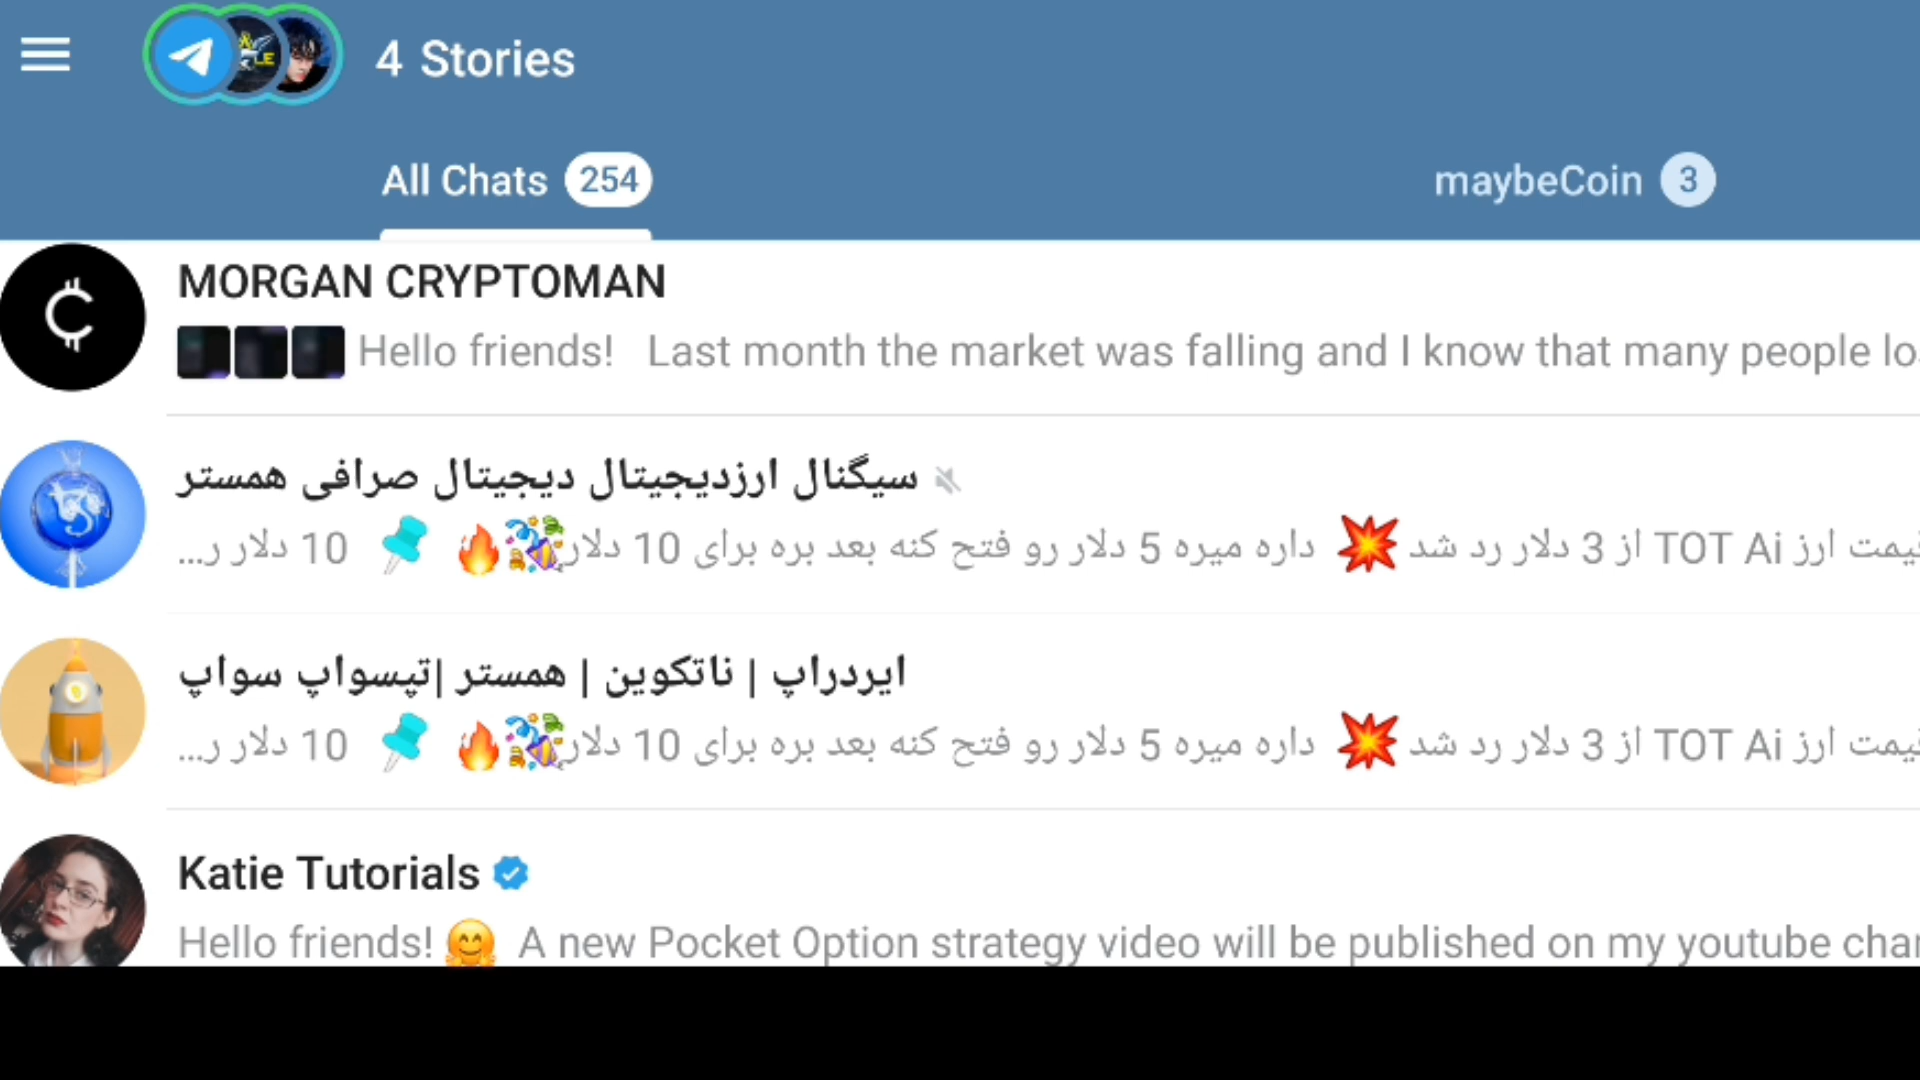 4 Stories
All Chats 254
maybeCoin 3
MORGAN CRYPTOMAN
Hello friends! Last month the market was falling and I know that many people
سیگنال ارزدیجیتال دیجیتال صرافی همستر
ارز TOT Ai از 3 دلار رد شد 💥 داره میره 5 دلار رو فتح کنه بعد بره برای 10 دلار🎉🔥 📌 10 دلار ر...
ایردراپ | ناتکوین | همستر |تپسواپ سواپ
ارز TOT Ai از 3 دلار رد شد 💥 داره میره 5 دلار رو فتح کنه بعد بره برای 10 دلار🎉🔥 📌 10 دلار ر...
Katie Tutorials
Hello friends! 🤗 A new Pocket Option strategy video will be published on my youtube